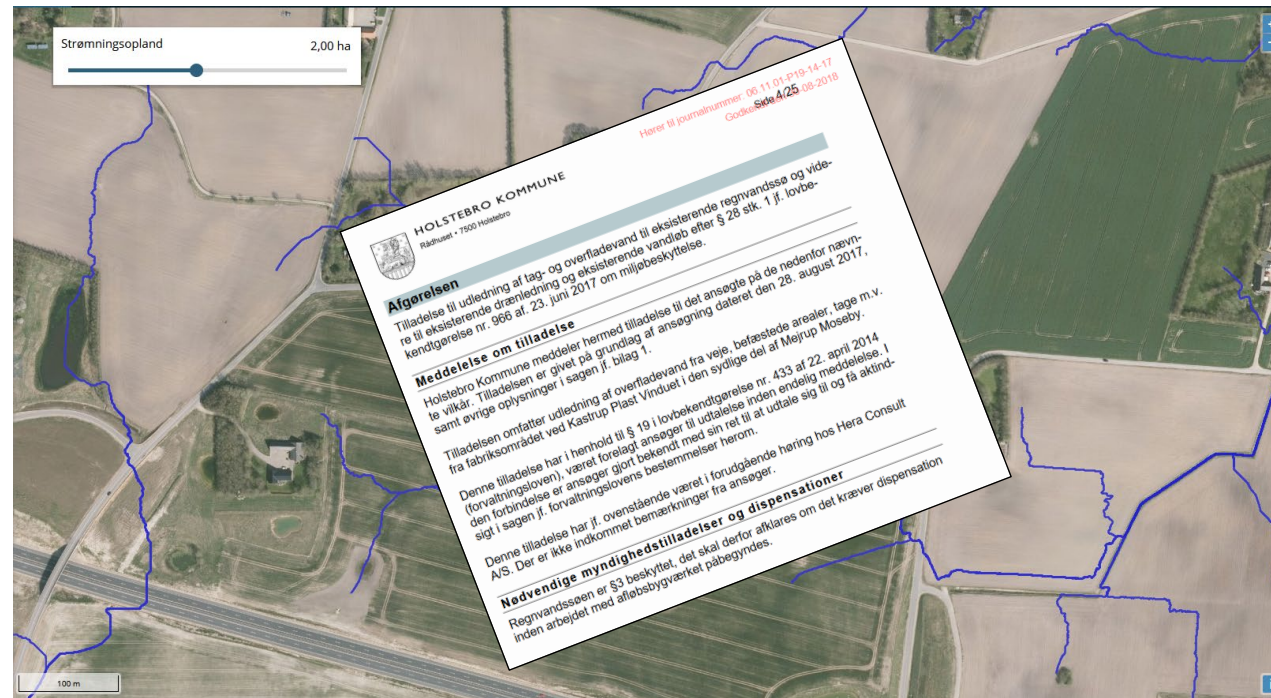 Strømningsopland
2,00 ha
Hører til journalnummer: 06.11.01-P19-14-17
Side 4/25
-08-2018
HOLSTEBRO KOMMUNE
Rådhuset • 7500 Holstebro
Afgørelsen
Tilladelse til udledning af tag- og overfladevand til eksisterende regnvandssø og vide-
re til eksisterende drænledning og eksisterende vandløb efter § 28 stk. 1 jf. lovbe-
kendtgørelse nr. 966 af. 23. juni 2017 om miljøbeskyttelse.
Meddelelse om tilladelse
Holstebro Kommune meddeler hermed tilladelse til det ansøgte på de nedenfor nævn-
te vilkår. Tilladelsen er givet på grundlag af ansøgning dateret den 28. august 2017,
samt øvrige oplysninger i sagen jf. bilag 1.
Tilladelsen omfatter udledning af overfladevand fra veje, befæstede arealer, tage m.v.
fra fabriksområdet ved Kastrup Plast Vinduet i den sydlige del af Mejrup Moseby.
Denne tilladelse har i henhold til § 19 i lovbekendtgørelse nr. 433 af 22. april 2014
(forvaltningsloven), været forelagt ansøger til udtalelse inden endelig meddelelse. I
den forbindelse er ansøger gjort bekendt med sin ret til at udtale sig til og få aktind-
sigt i sagen jf. forvaltningslovens bestemmelser herom.
Denne tilladelse har jf. ovenstående været i forudgående høring hos Hera Consult
A/S. Der er ikke indkommet bemærkninger fra ansøger.
Nødvendige myndighedstilladelser og dispensationer
Regnvandssøen er §3 beskyttet, det skal derfor afklares om det kræver dispensation
inden arbejdet med afløbsbygværket påbegyndes.
100 m